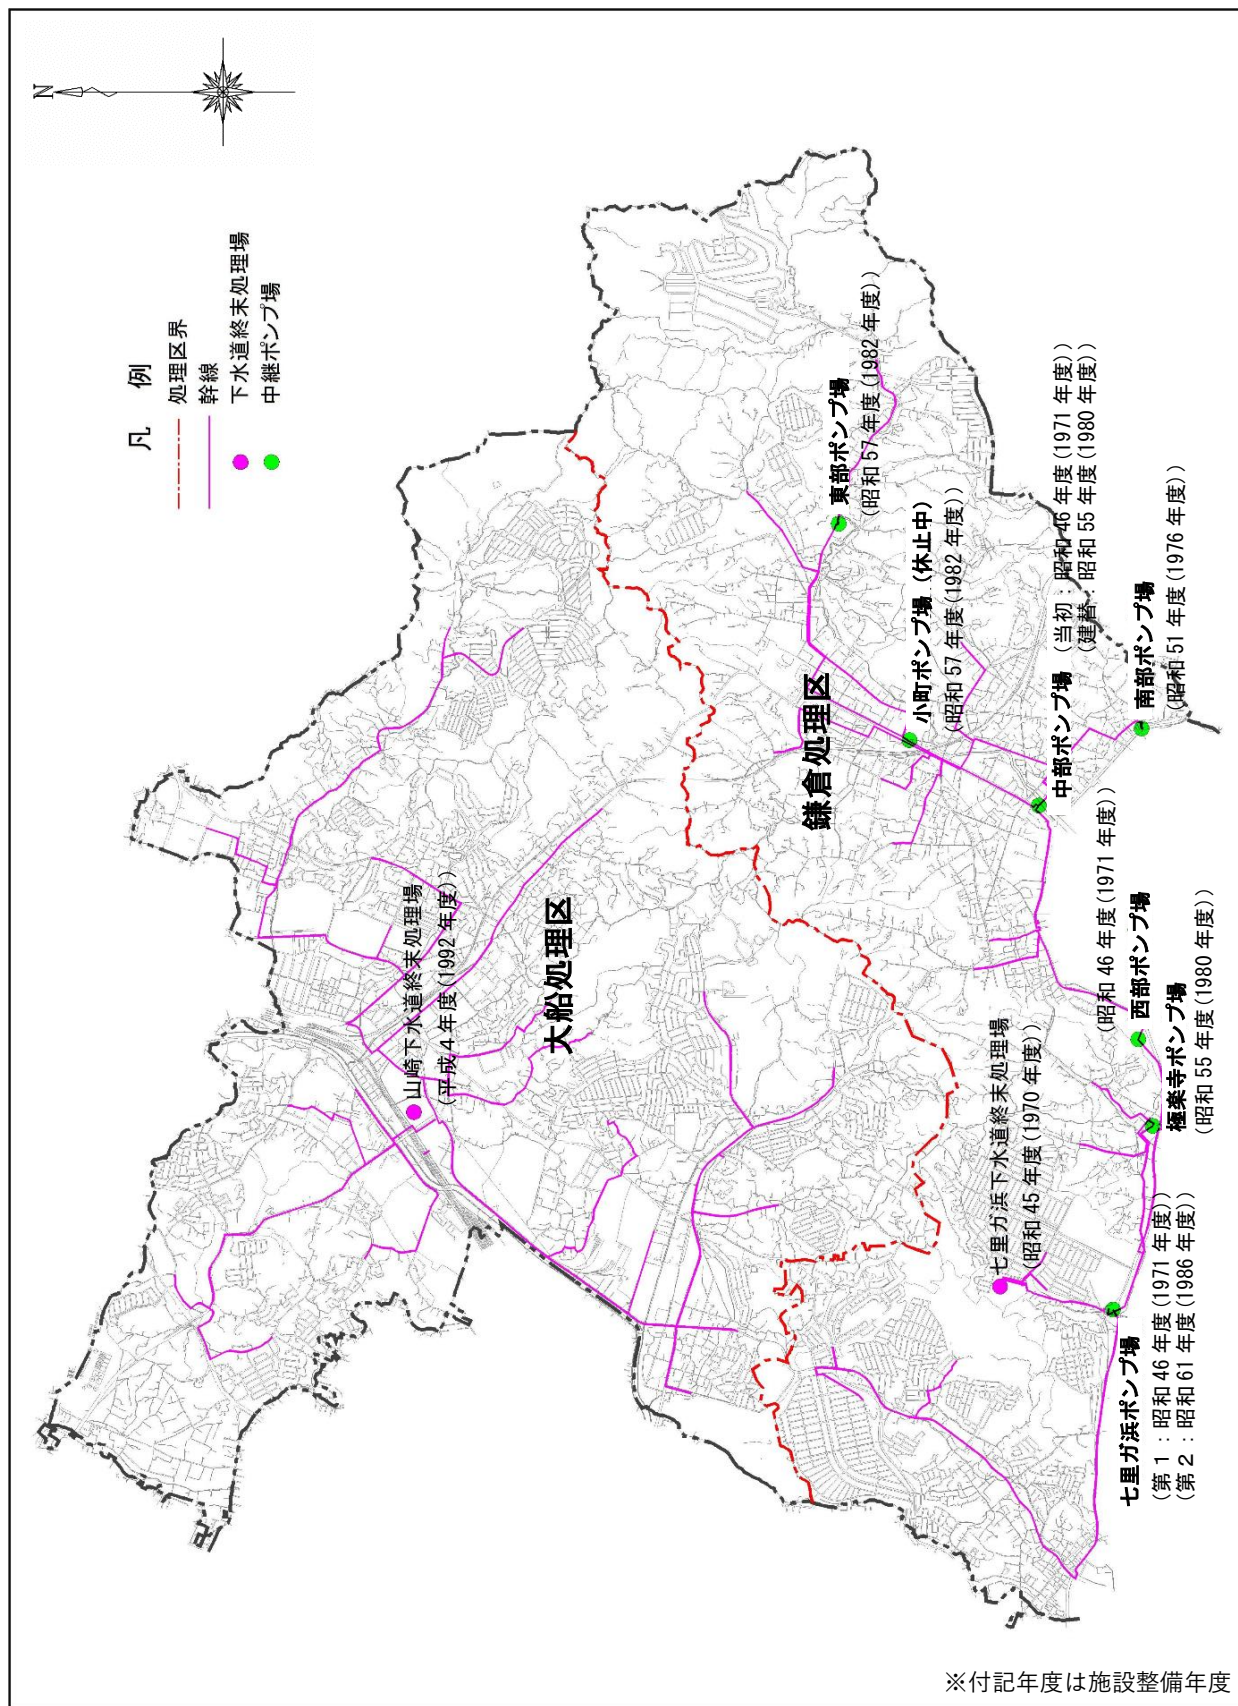 N
凡　例
処理区界
幹線
下水道終末処理場
中継ポンプ場
山崎下水道終末処理場
(平成４年度(1992 年度))
大船処理区
鎌倉処理区
東部ポンプ場
(昭和 57 年度(1982 年度))
小町ポンプ場（休止中）
(昭和 57 年度(1982 年度))
中部ポンプ場
(当初：昭和 46 年度(1971 年度))
(建替：昭和 55 年度(1980 年度))
南部ポンプ場
(昭和 51 年度(1976 年度))
西部ポンプ場
(昭和 46 年度(1971 年度))
極楽寺ポンプ場
(昭和 55 年度(1980 年度))
七里ガ浜下水道終末処理場
(昭和 45 年度(1970 年度))
七里ガ浜ポンプ場
(第１：昭和 46 年度(1971 年度))
(第２：昭和 61 年度(1986 年度))
※付記年度は施設整備年度